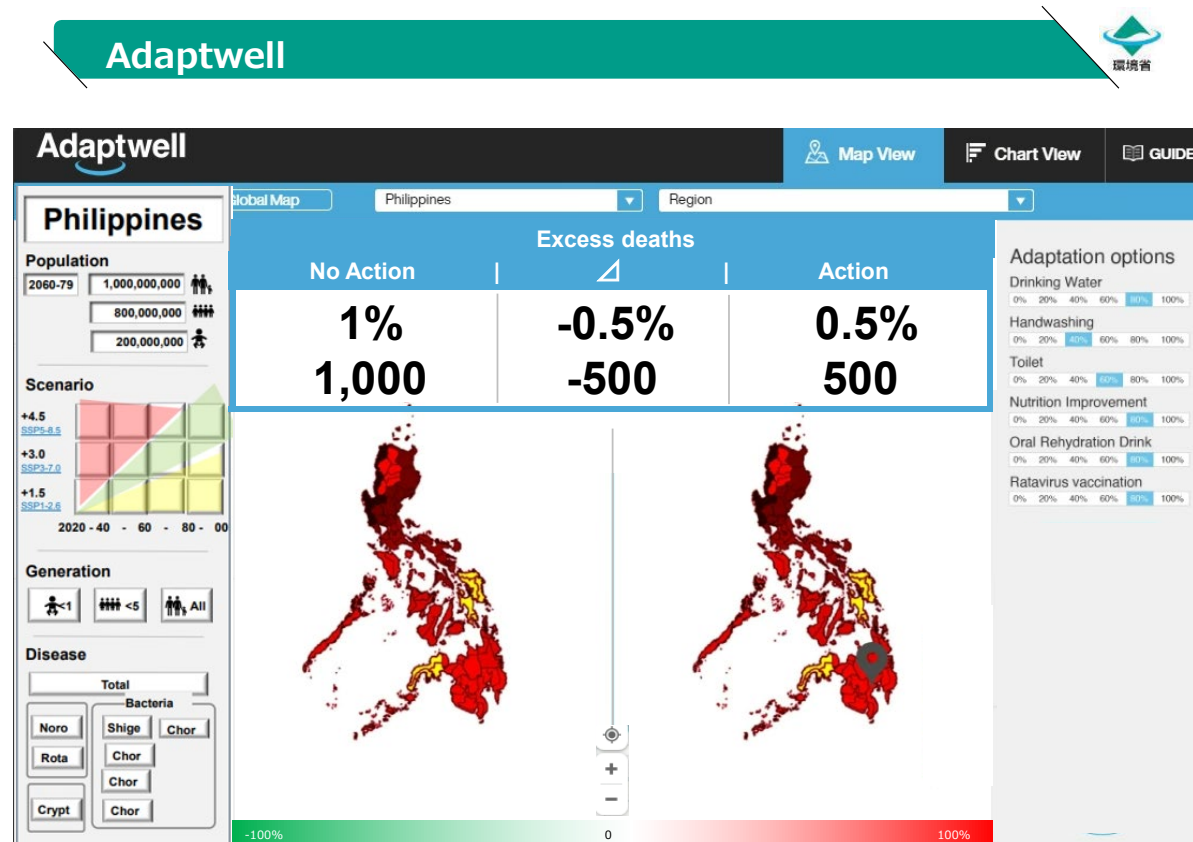 Adaptwell
環境省
Adaptwell
Map View
Chart View
GUIDE
Global Map
Philippines
Region
Philippines
Population
2060-79
1,000,000,000
800,000,000
200,000,000
Scenario
+4.5
SSP5-8.5
+3.0
SSP3-7.0
+1.5
SSP1-2.6
2020 - 40 - 60 - 80 - 00
Generation
<1
<5
All
Disease
Total
Bacteria
Noro
Shige
Chor
Rota
Chor
Chor
Crypt
Chor
Excess deaths
No Action | ⊿ | Action
1% -0.5% 0.5%
1,000 -500 500
+
−
-100% 0 100%
Adaptation options
Drinking Water
0% 20% 40% 60% 80% 100%
Handwashing
0% 20% 40% 60% 80% 100%
Toilet
0% 20% 40% 60% 80% 100%
Nutrition Improvement
0% 20% 40% 60% 80% 100%
Oral Rehydration Drink
0% 20% 40% 60% 80% 100%
Ratavirus vaccination
0% 20% 40% 60% 80% 100%